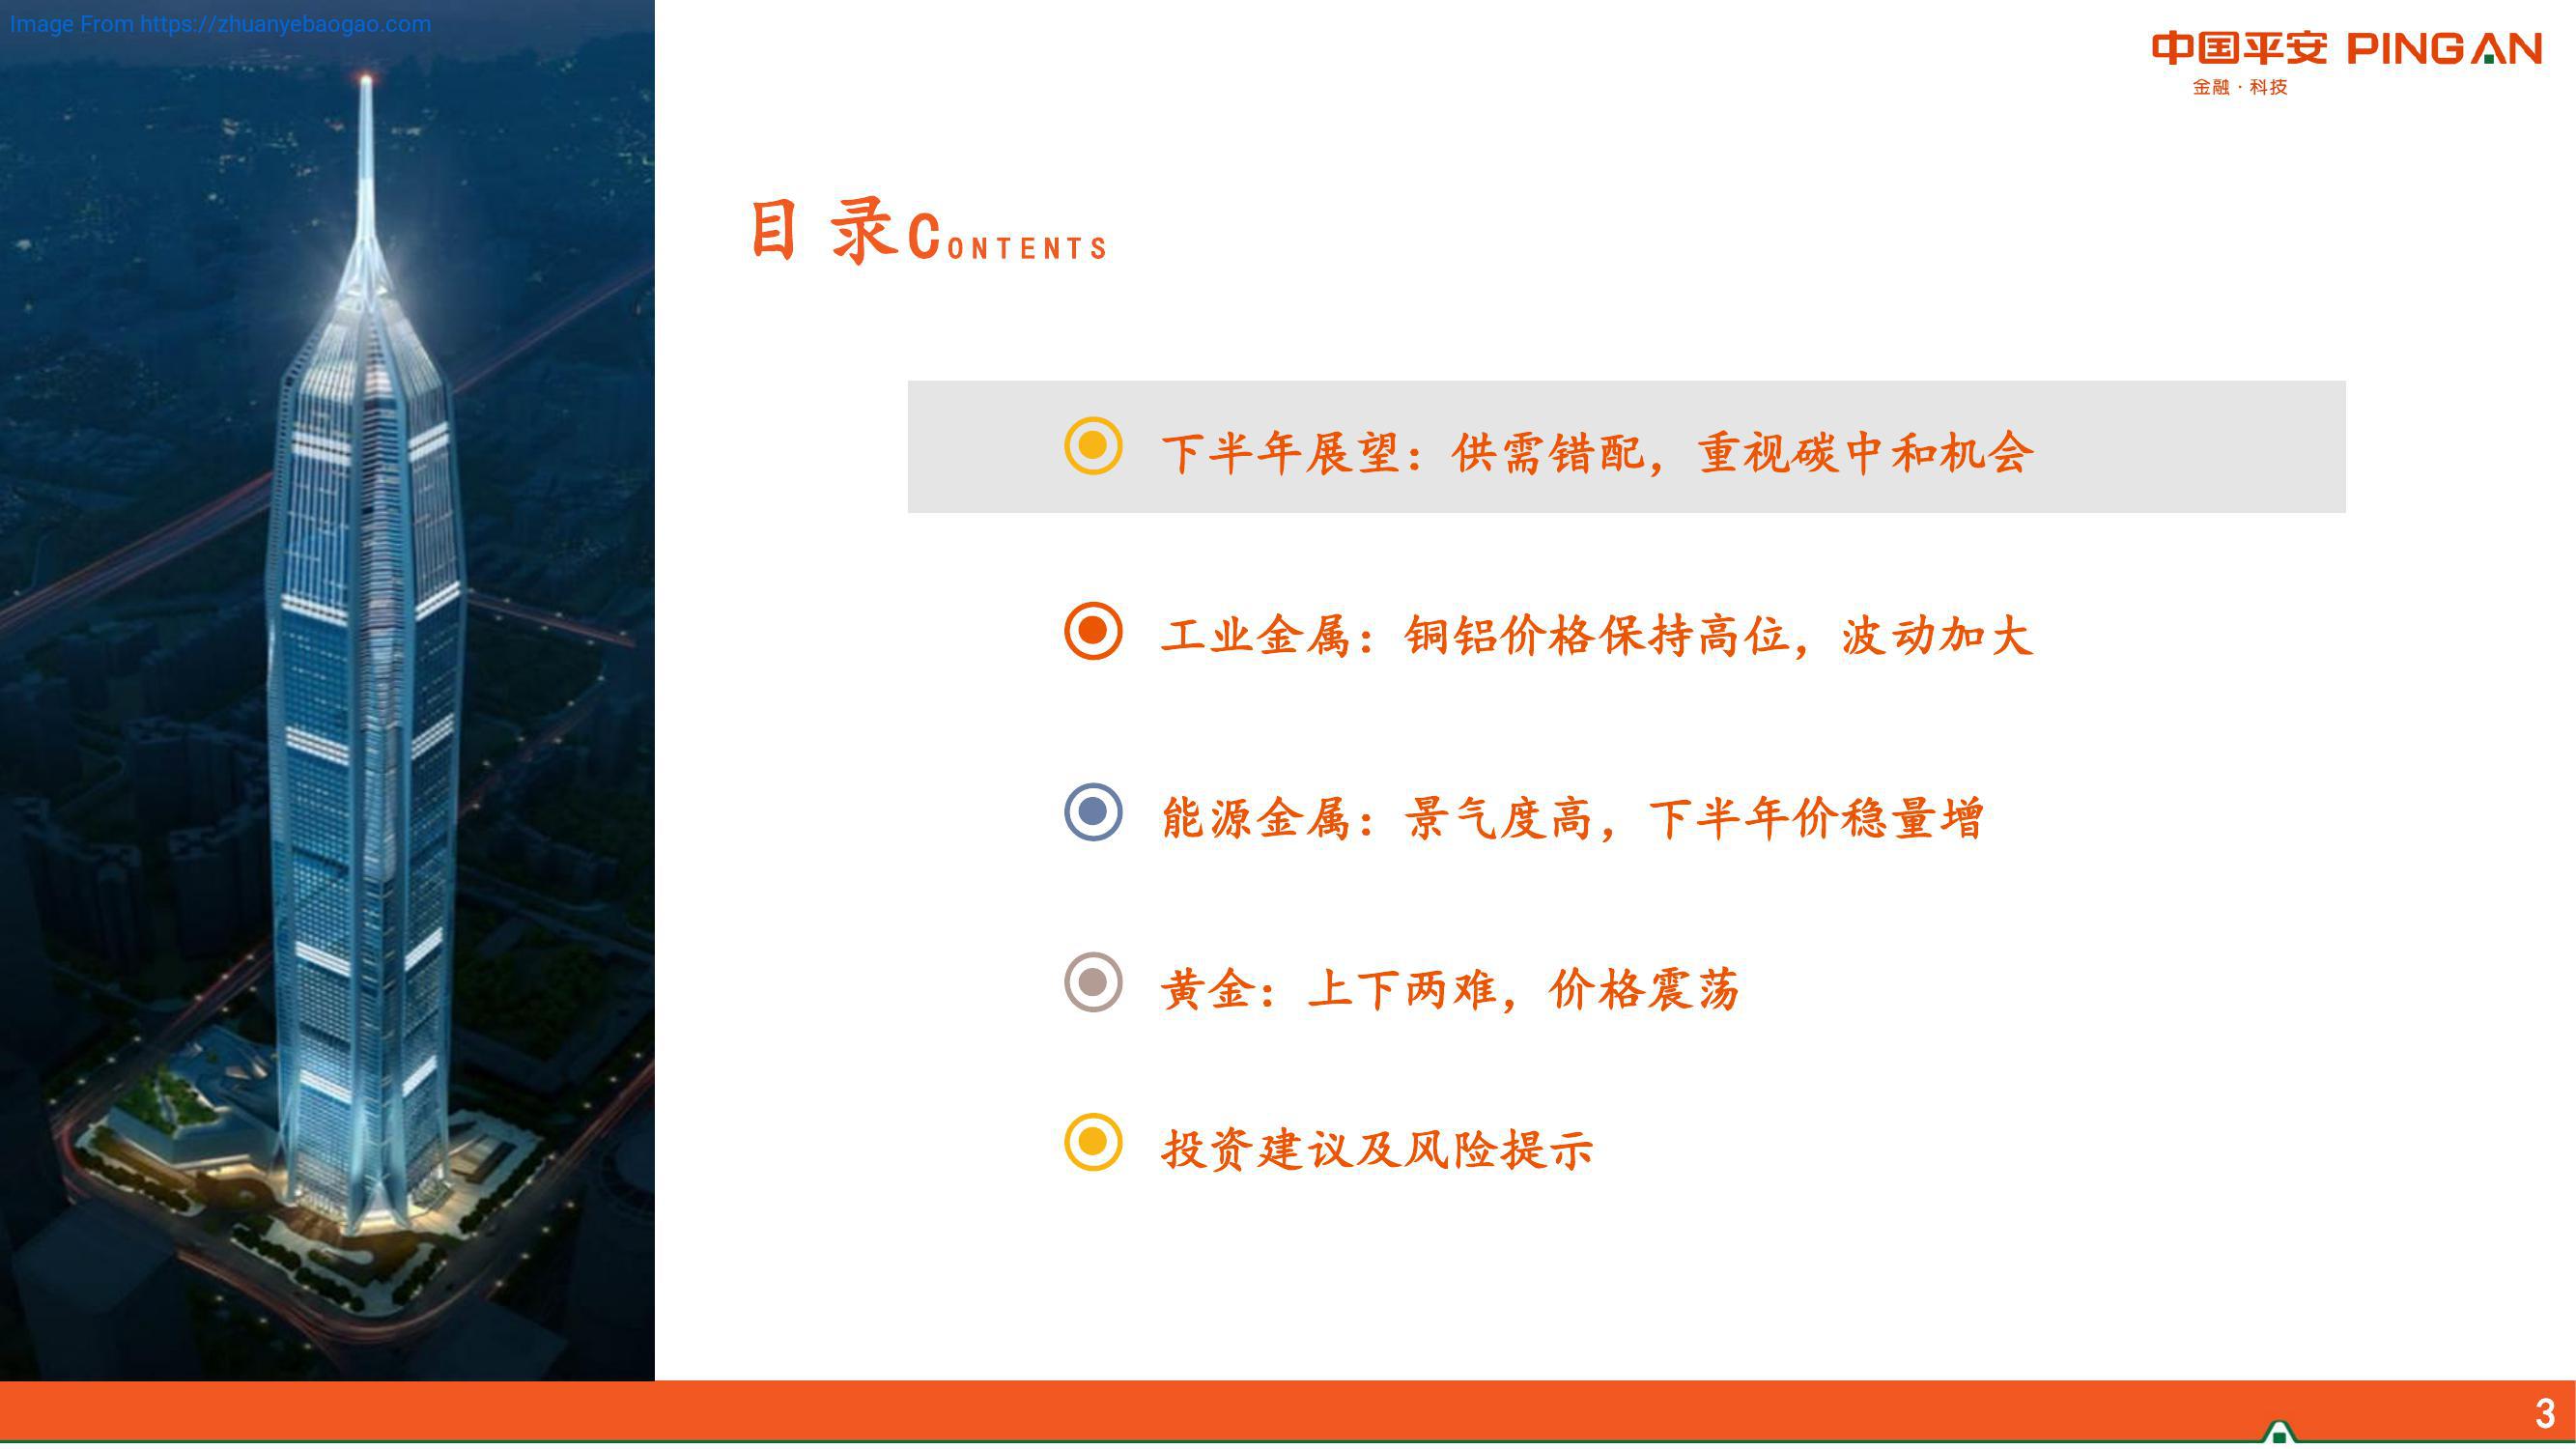 Image From https://zhuanyebaogao.com
中国平安 PINGAN
金融·科技
目录CONTENTS
下半年展望：供需错配，重视碳中和机会
工业金属：铜铝价格保持高位，波动加大
能源金属：景气度高，下半年价稳量增
黄金：上下两难，价格震荡
投资建议及风险提示
3